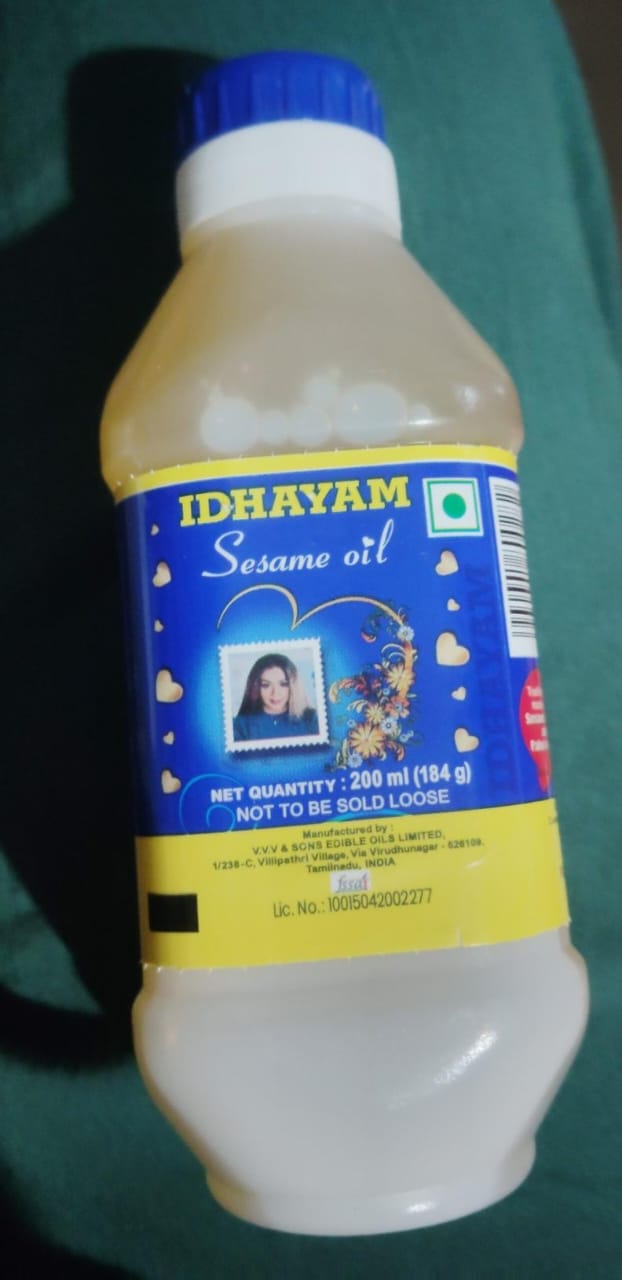 IDHAYAM
Sesame oil
NET QUANTITY : 200 ml (184 g)
NOT TO BE SOLD LOOSE
Manufactured by :
V.V.V & SONS EDIBLE OILS LIMITED,
1/238-C, Villipathri Village, Via Virudhunagar - 626109.
Tamilnadu, INDIA
fssai
Lic. No.: 10015042002277
IDHAYAM